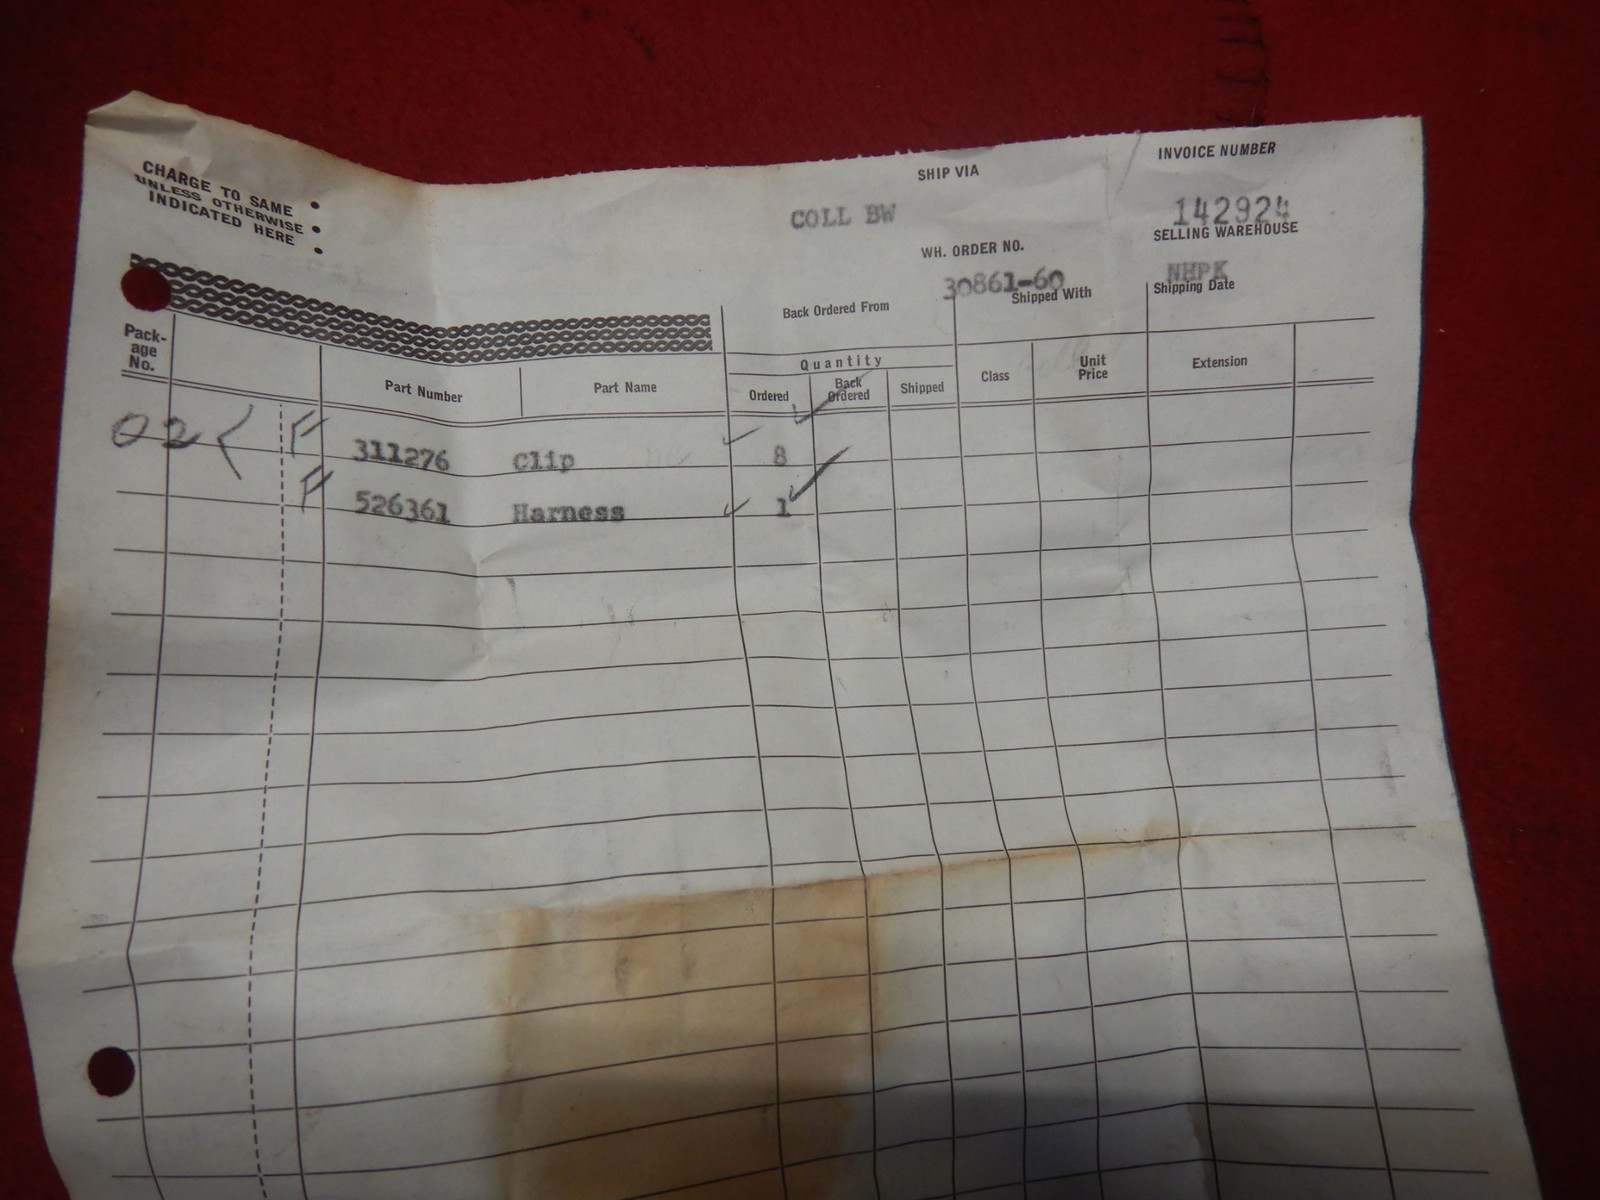 CHARGE TO SAME
UNLESS OTHERWISE
INDICATED HERE
SHIP VIA
COLL BW
INVOICE NUMBER
142924
SELLING WAREHOUSE
NHPK
WH. ORDER NO.
30861-60
Back Ordered From
Shipped With
Shipping Date
Pack-
age
No.
Part Number
Part Name
Quantity
Ordered
Back
Ordered
Shipped
Class
Unit
Price
Extension
02 < F 311276 Clip 8
F 526361 Harness 1